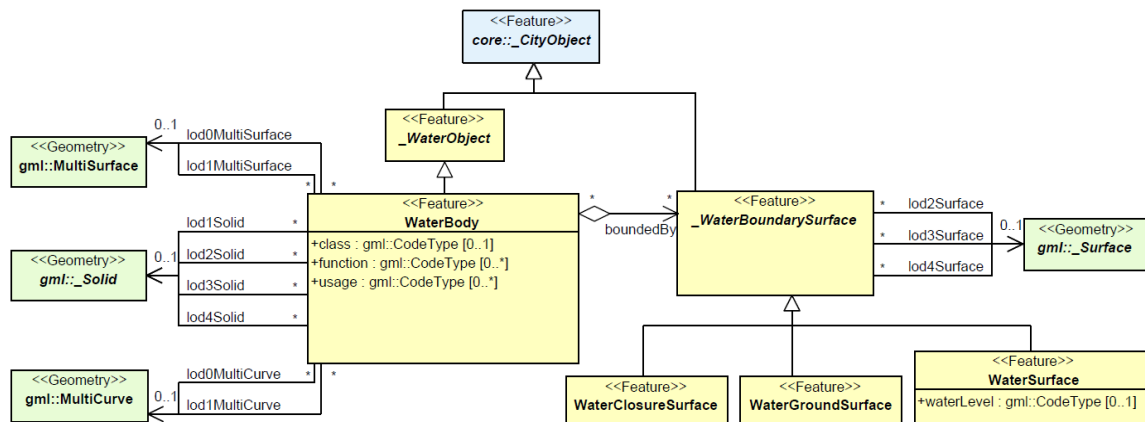 <<Feature>>
core::_CityObject
<<Feature>>
_WaterObject
<<Geometry>>
gml::MultiSurface
0..1
lod0MultiSurface
lod1MultiSurface
*
*
<<Feature>>
WaterBody
+class : gml::CodeType [0..1]
+function : gml::CodeType [0..*]
+usage : gml::CodeType [0..*]
<<Geometry>>
gml::_Solid
0..1
lod1Solid
*
lod2Solid
*
lod3Solid
*
lod4Solid
*
<<Geometry>>
gml::MultiCurve
0..1
lod0MultiCurve
*
*
lod1MultiCurve
*
*
boundedBy
<<Feature>>
_WaterBoundarySurface
*
lod2Surface
*
lod3Surface
*
lod4Surface
0..1
<<Geometry>>
gml::_Surface
<<Feature>>
WaterClosureSurface
<<Feature>>
WaterGroundSurface
<<Feature>>
WaterSurface
+waterLevel : gml::CodeType [0..1]